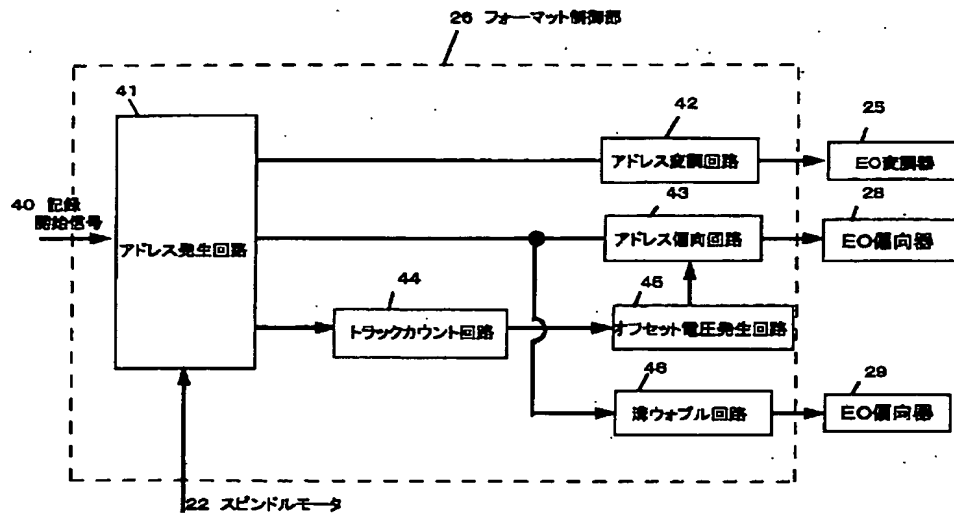 26 フォーマット制御部
41
アドレス発生回路
40 記録
開始信号
42
アドレス変調回路
25
EO変調器
43
アドレス偏向回路
28
EO偏向器
44
トラックカウント回路
45
オフセット電圧発生回路
46
溝ウォブル回路
29
EO偏向器
22 スピンドルモータ